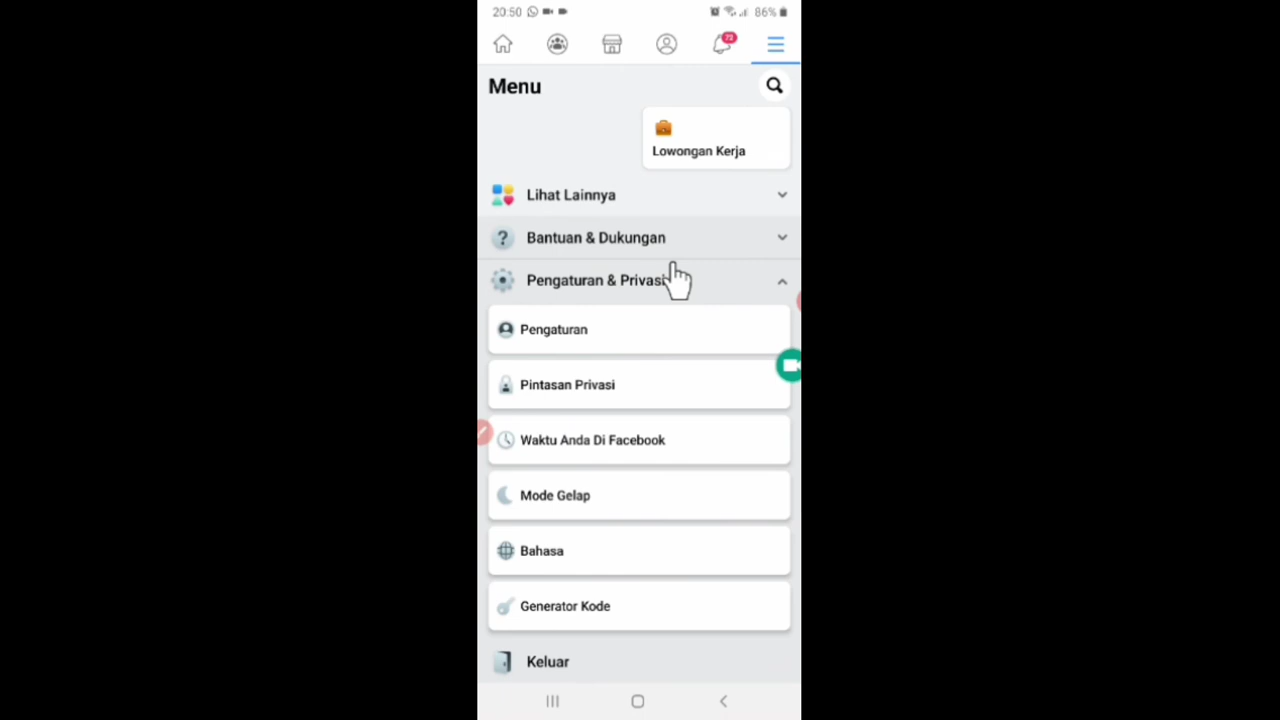 20:50 86%
73
Menu
Lowongan Kerja
Lihat Lainnya
Bantuan & Dukungan
Pengaturan & Privasi
Pengaturan
Pintasan Privasi
Waktu Anda Di Facebook
Mode Gelap
Bahasa
Generator Kode
Keluar